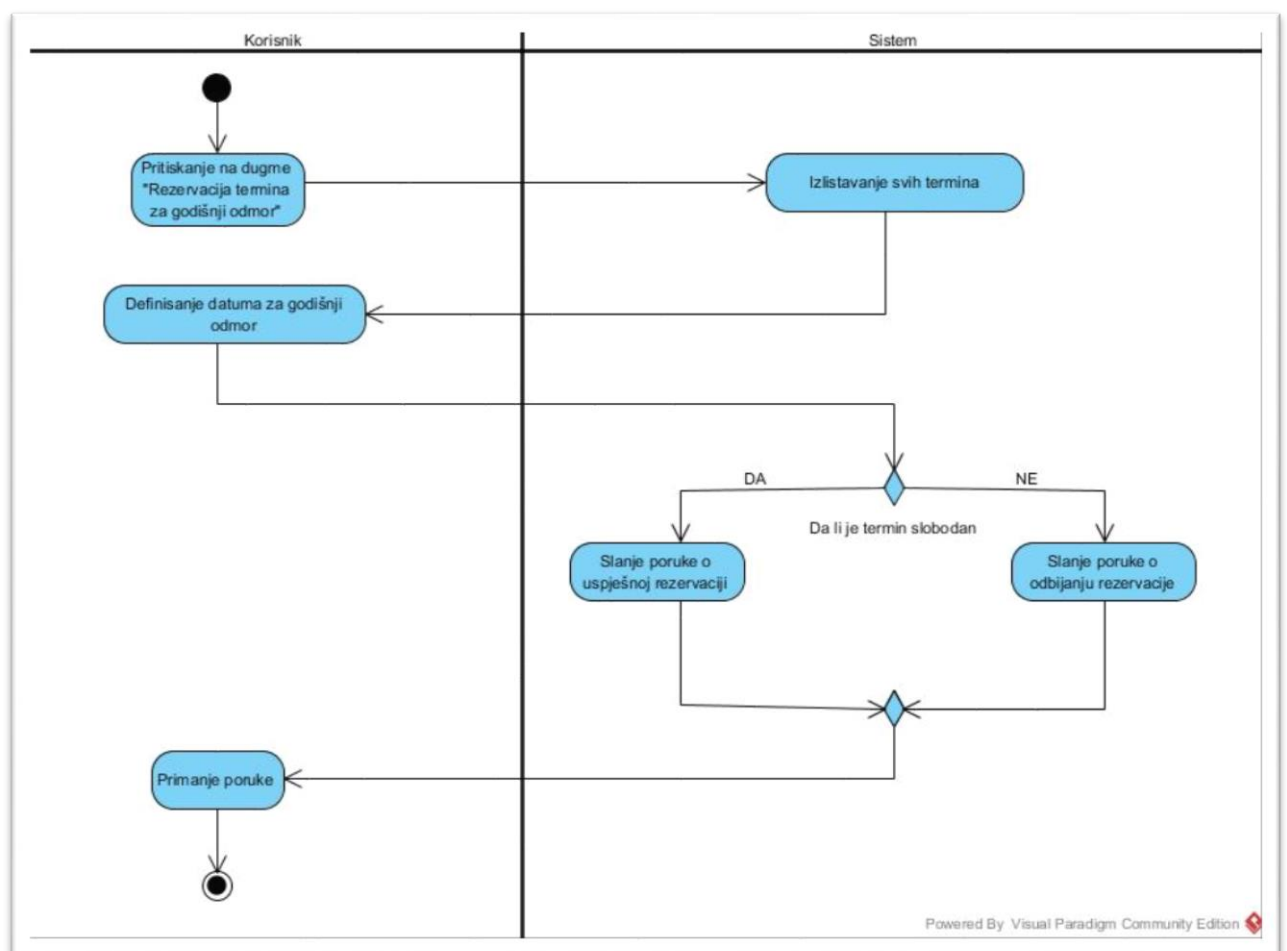 Korisnik
Sistem
Pritiskanje na dugme
"Rezervacija termina
za godišnji odmor"
Izlistavanje svih termina
Definisanje datuma za godišnji
odmor
DA
NE
Da li je termin slobodan
Slanje poruke o
uspješnoj rezervaciji
Slanje poruke o
odbijanju rezervacije
Primanje poruke
Powered By Visual Paradigm Community Edition